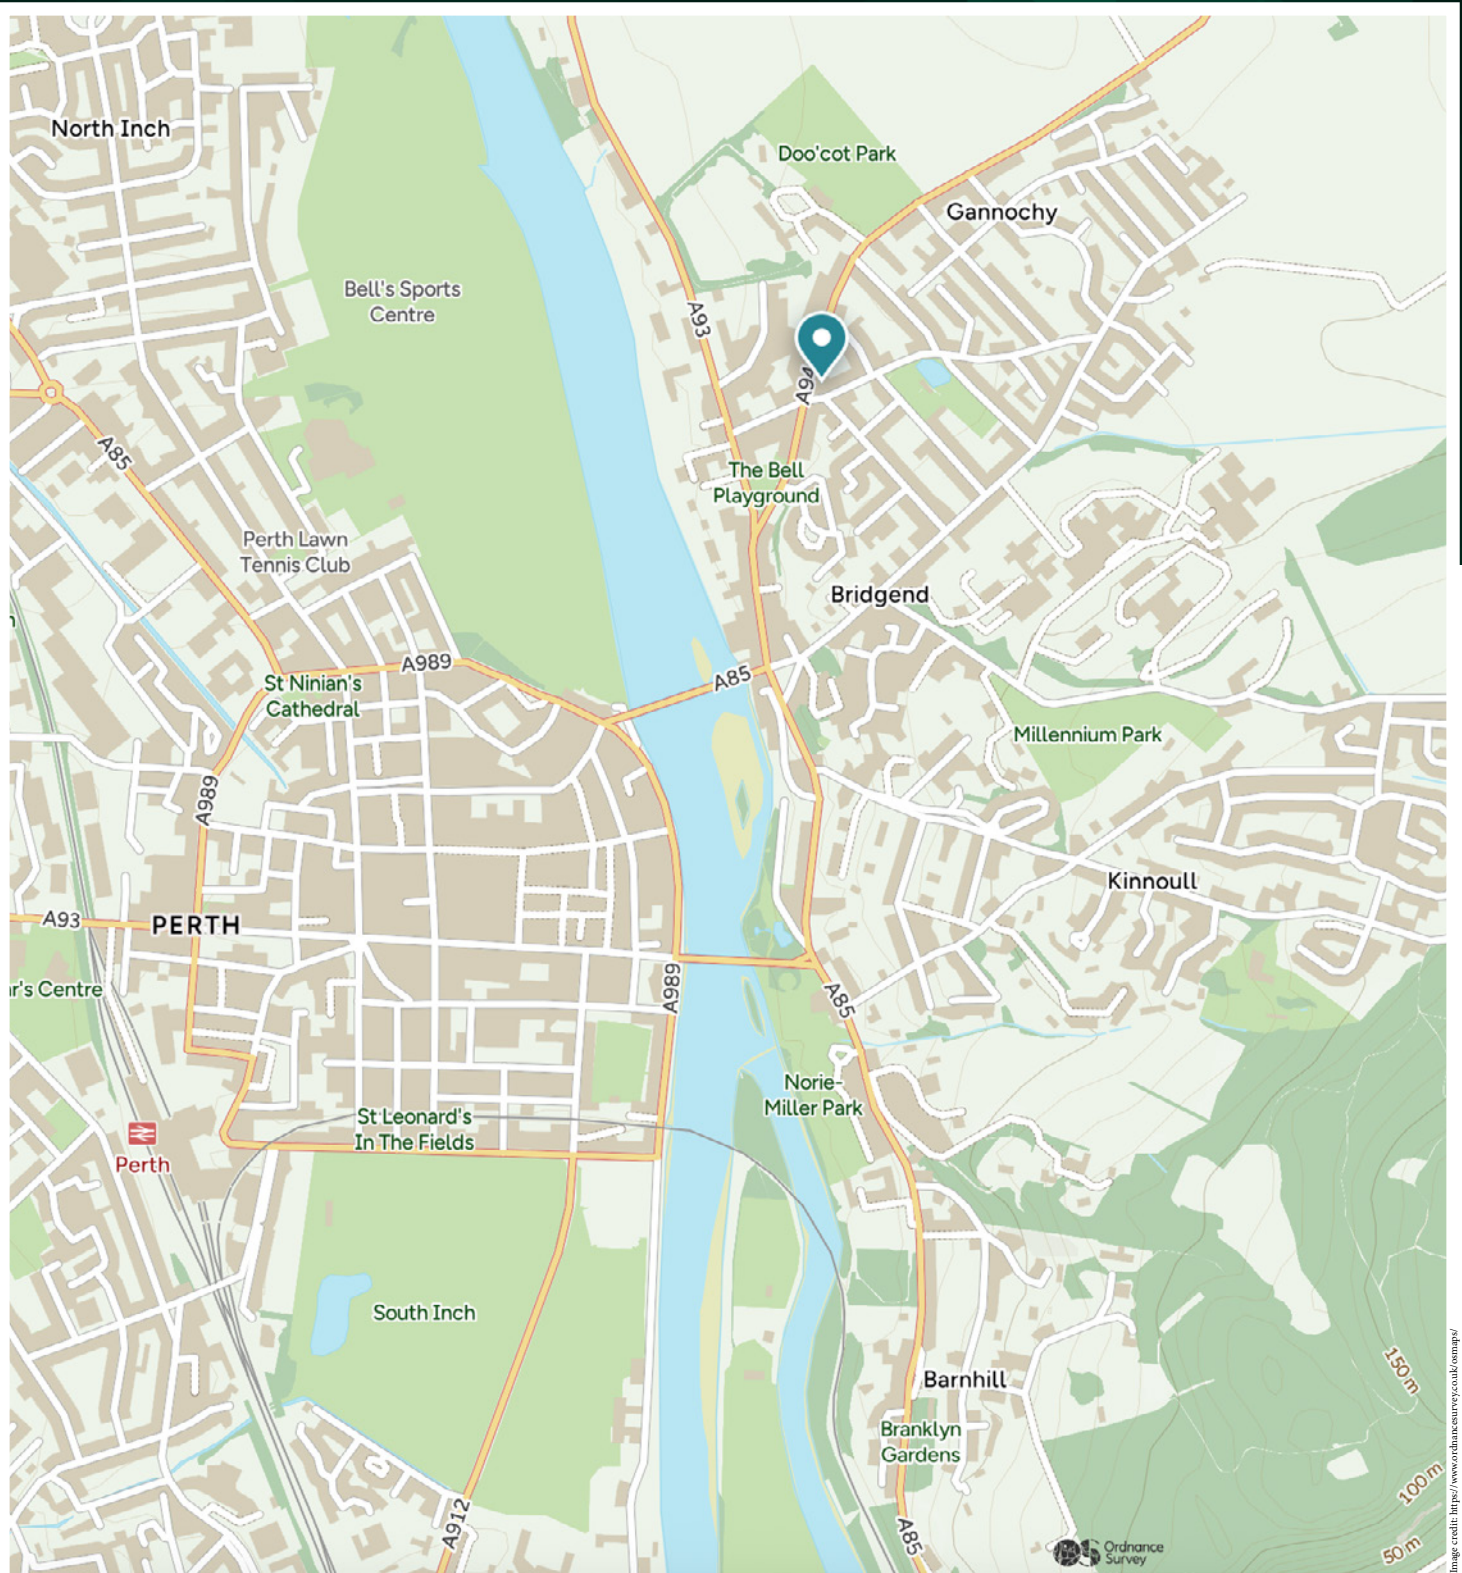 North Inch
Doo'cot Park
Gannochy
Bell's Sports
Centre
A93
A94
A85
The Bell
Playground
Perth Lawn
Tennis Club
Bridgend
A989
A85
St Ninian's
Cathedral
Millennium Park
A989
Kinnoull
A93
PERTH
A989
A85
ar's Centre
Norie-
Miller Park
St Leonard's
In The Fields
Perth
South Inch
Barnhill
150 m
Branklyn
Gardens
100 m
A912
A85
50 m
Ordnance
Survey
Image credit: https://www.ordnancesurvey.co.uk/osmaps/